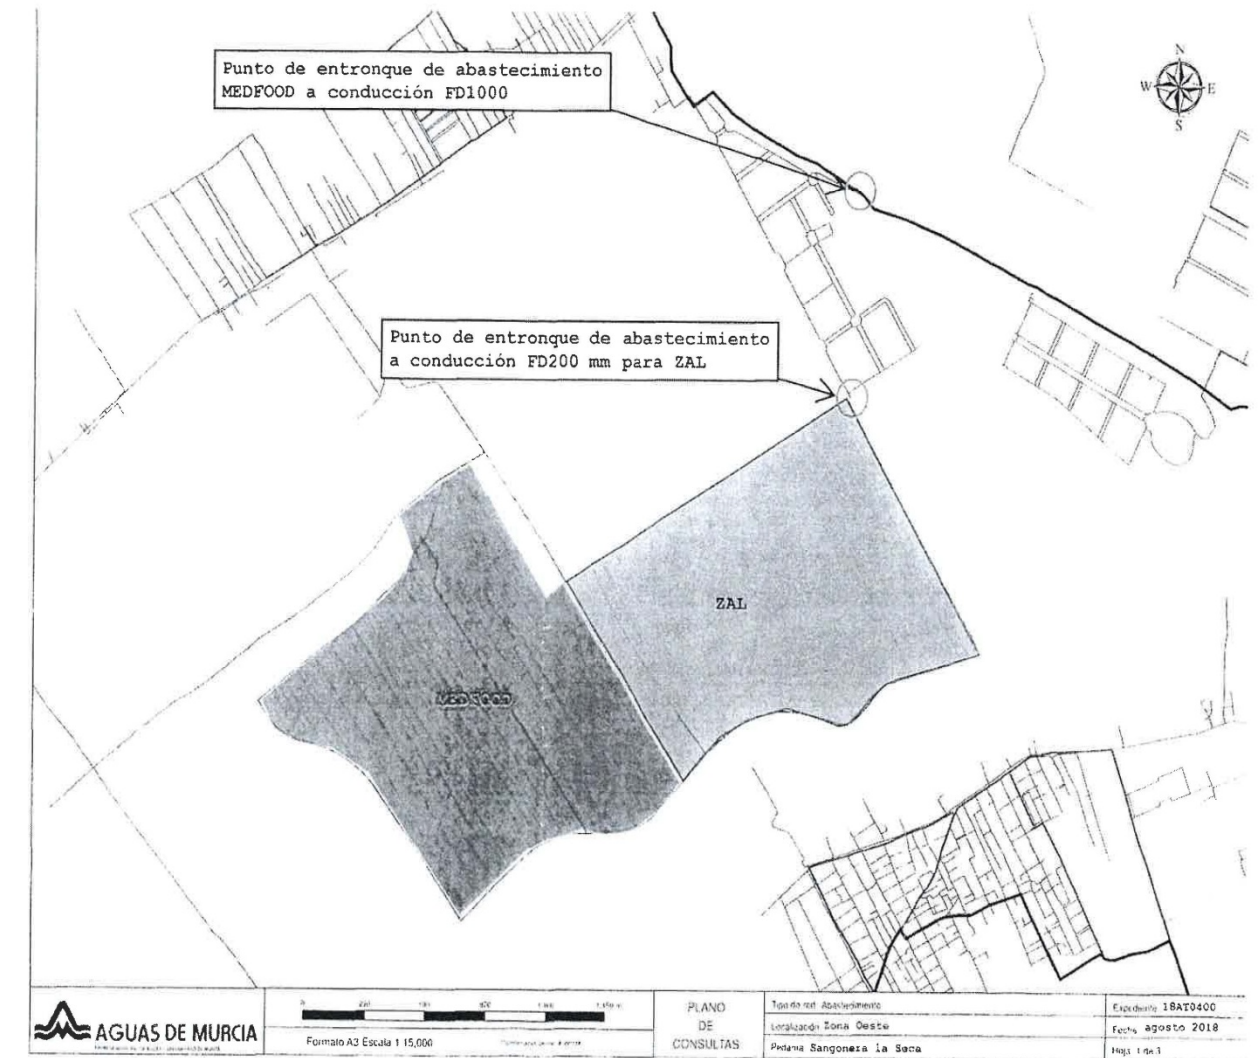 Punto de entronque de abastecimiento
MEDFOOD a conducción FD1000
N
W E
S
Punto de entronque de abastecimiento
a conducción FD200 mm para ZAL
ZAL
MEDFOOD
AGUAS DE MURCIA
0
Formato A3 Escala 1 15,000
PLANO
DE
CONSULTAS
Tipo de red: Abastecimiento
Localización Zona Oeste
Pedanía Sangonera la Seca
Expediente 18AT0400
Fecha agosto 2018
Hoja 1 de 3